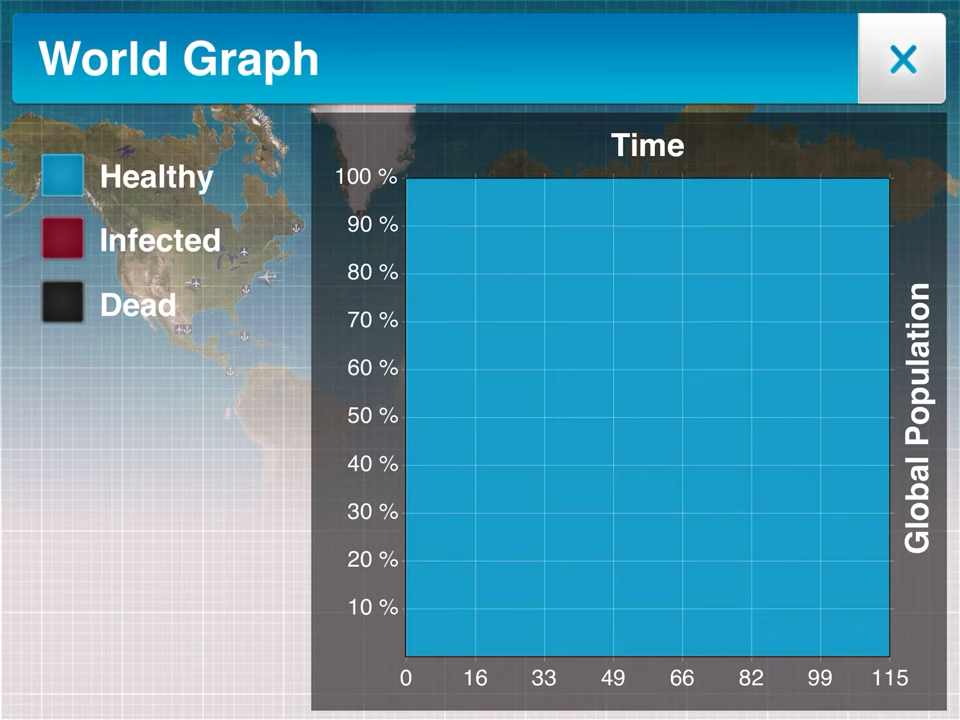 World Graph
Healthy
Infected
Dead
Time
100 %
90 %
80 %
70 %
60 %
50 %
40 %
30 %
20 %
10 %
0 16 33 49 66 82 99 115
Global Population